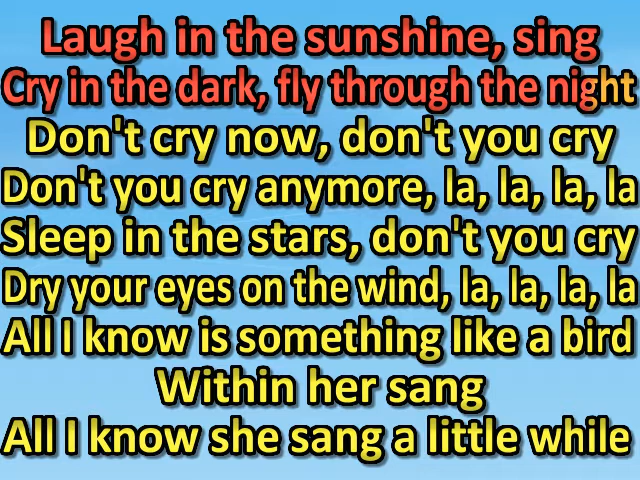 Laugh in the sunshine, sing
Cry in the dark, fly through the night
Don't cry now, don't you cry
Don't you cry anymore, la, la, la, la
Sleep in the stars, don't you cry
Dry your eyes on the wind, la, la, la, la
All I know is something like a bird
Within her sang
All I know she sang a little while